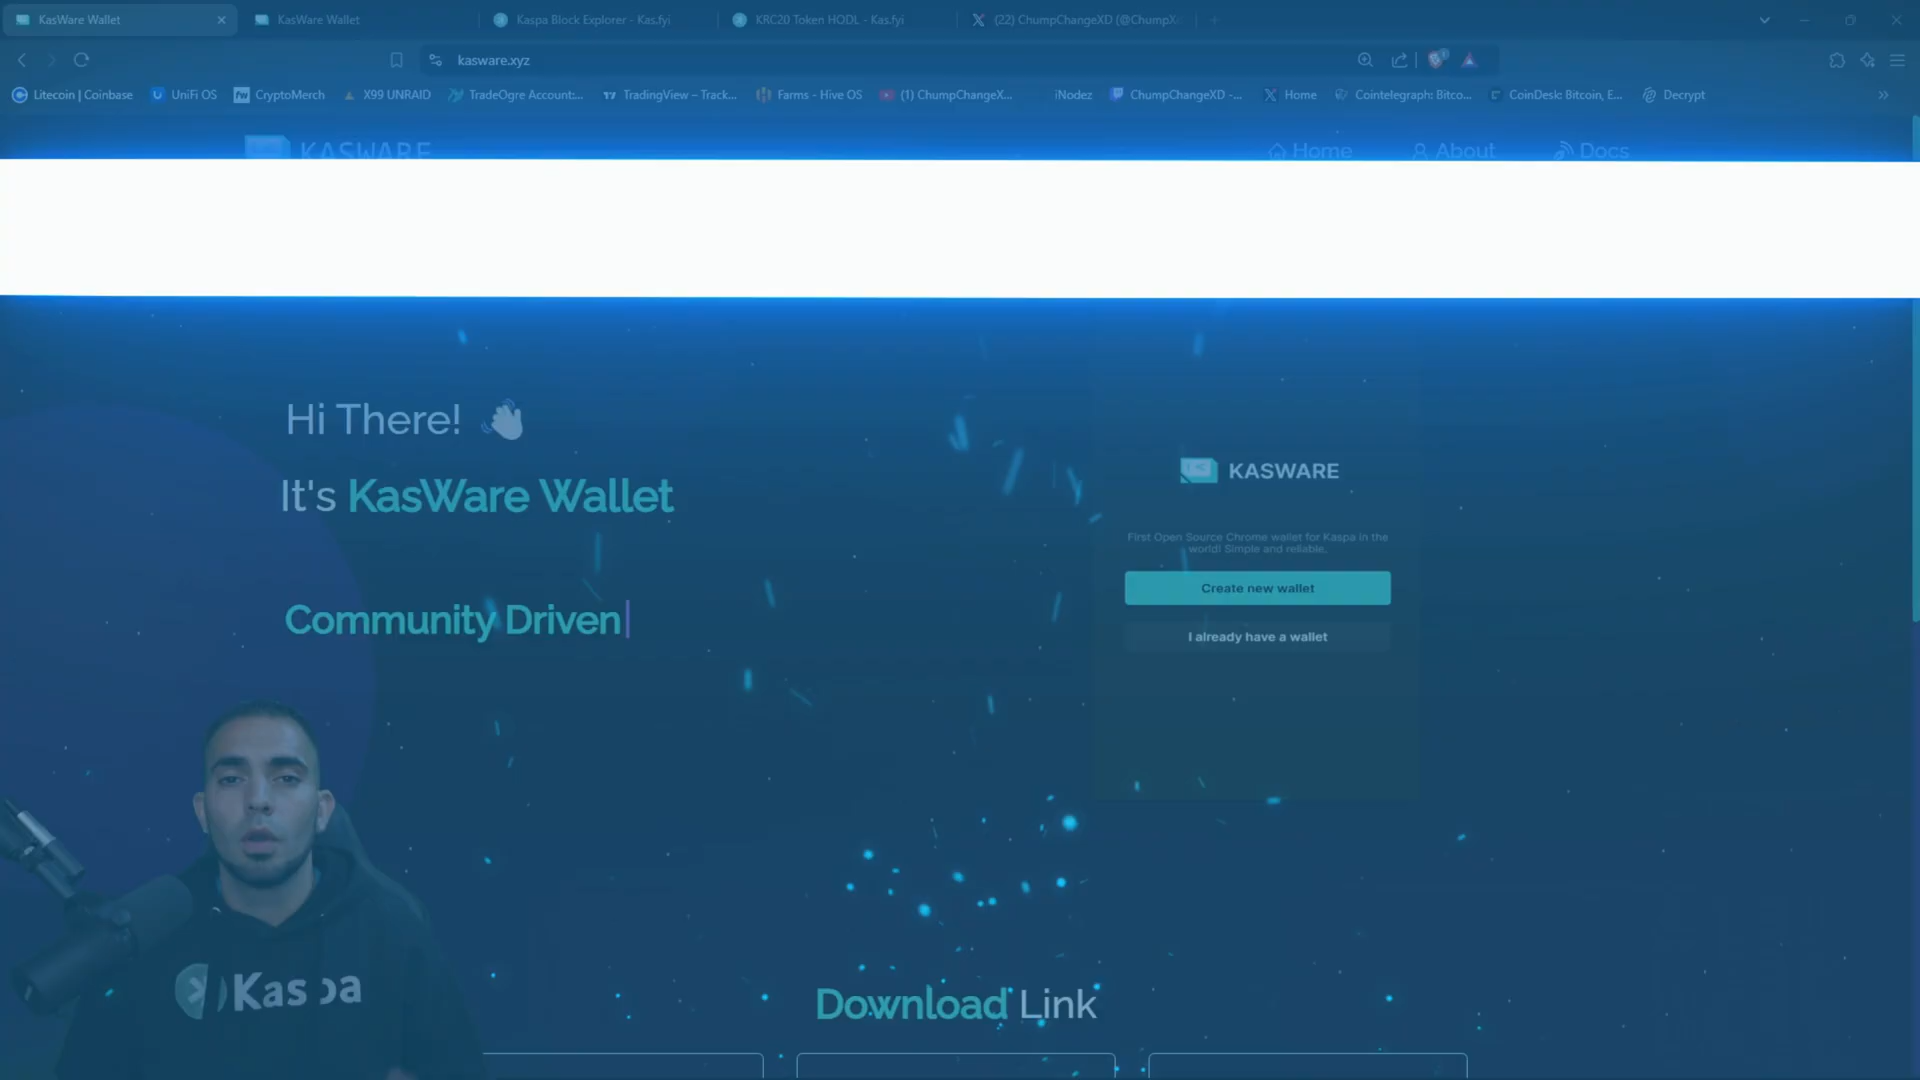 KasWare Wallet
KasWare Wallet
Kaspa Block Explorer - Kas.fyi
KRC20 Token HODL - Kas.fyi
(22) ChumpChangeXD (@ChumpX
kasware.xyz
Litecoin | Coinbase
UniFi OS
CryptoMerch
X99 UNRAID
TradeOgre Account:...
TradingView – Track...
Farms - Hive OS
(1) ChumpChangeX...
iNodez
ChumpChangeXD -...
Home
Cointelegraph: Bitco...
CoinDesk: Bitcoin, E...
Decrypt
KASWARE
Home
About
Docs
Hi There!
It's KasWare Wallet
Community Driven
KASWARE
First Open Source Chrome wallet for Kaspa in the
world! Simple and reliable.
Create new wallet
I already have a wallet
Kaspa
Download Link